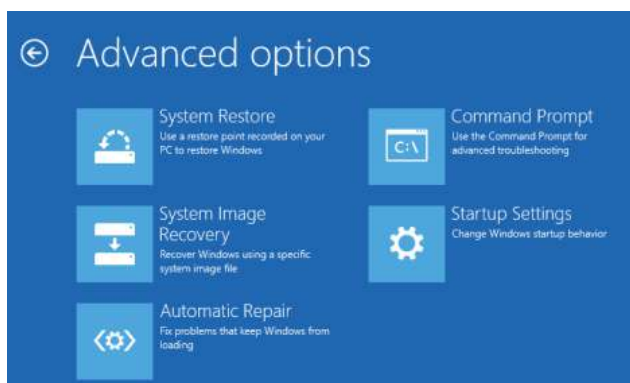 Advanced options
System Restore
Use a restore point recorded on your
PC to restore Windows
System Image
Recovery
Recover Windows using a specific
system image file
Automatic Repair
Fix problems that keep Windows from
loading
C:\
Command Prompt
Use the Command Prompt for
advanced troubleshooting
Startup Settings
Change Windows startup behavior